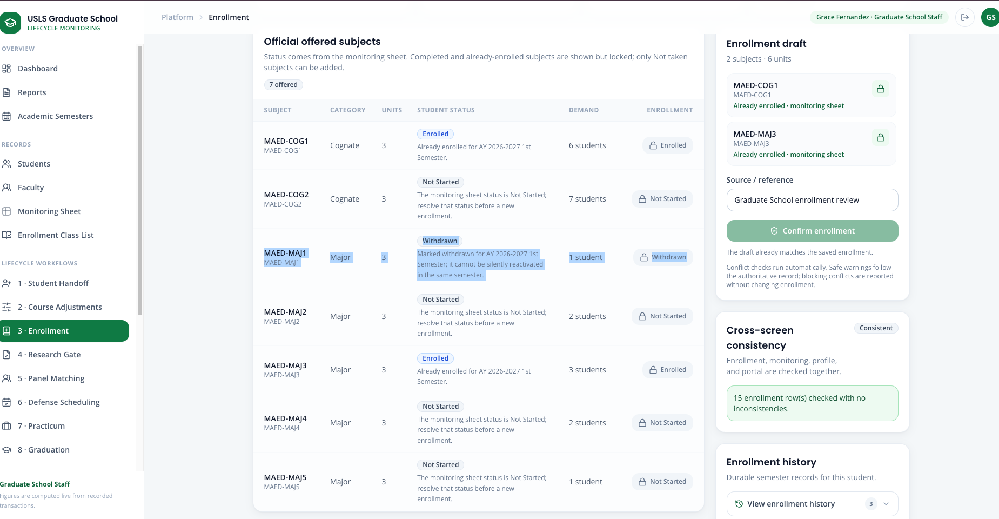 USLS Graduate School
LIFECYCLE MONITORING
OVERVIEW
Dashboard
Reports
Academic Semesters
RECORDS
Students
Faculty
Monitoring Sheet
Enrollment Class List
LIFECYCLE WORKFLOWS
1 · Student Handoff
2 · Course Adjustments
3 · Enrollment
4 · Research Gate
5 · Panel Matching
6 · Defense Scheduling
7 · Practicum
8 · Graduation
Graduate School Staff
Figures are computed live from recorded
transactions.
Platform > Enrollment
Grace Fernandez · Graduate School Staff
GS
Official offered subjects
Status comes from the monitoring sheet. Completed and already-enrolled subjects are shown but locked; only Not taken
subjects can be added.
7 offered
SUBJECT CATEGORY UNITS STUDENT STATUS DEMAND ENROLLMENT
MAED-COG1
MAED-COG1
Cognate
3
Enrolled
Already enrolled for AY 2026-2027 1st
Semester.
6 students
Enrolled
MAED-COG2
MAED-COG2
Cognate
3
Not Started
The monitoring sheet status is Not Started;
resolve that status before a new
enrollment.
7 students
Not Started
MAED-MAJ1
MAED-MAJ1
Major
3
Withdrawn
Marked withdrawn for AY 2026-2027 1st
Semester; it cannot be silently reactivated
in the same semester.
1 student
Withdrawn
MAED-MAJ2
MAED-MAJ2
Major
3
Not Started
The monitoring sheet status is Not Started;
resolve that status before a new
enrollment.
2 students
Not Started
MAED-MAJ3
MAED-MAJ3
Major
3
Enrolled
Already enrolled for AY 2026-2027 1st
Semester.
3 students
Enrolled
MAED-MAJ4
MAED-MAJ4
Major
3
Not Started
The monitoring sheet status is Not Started;
resolve that status before a new
enrollment.
2 students
Not Started
MAED-MAJ5
MAED-MAJ5
Major
3
Not Started
The monitoring sheet status is Not Started;
resolve that status before a new
enrollment.
1 student
Not Started
Enrollment draft
2 subjects · 6 units
MAED-COG1
MAED-COG1
Already enrolled · monitoring sheet
MAED-MAJ3
MAED-MAJ3
Already enrolled · monitoring sheet
Source / reference
Graduate School enrollment review
Confirm enrollment
The draft already matches the saved enrollment.
Conflict checks run automatically. Safe warnings follow
the authoritative record; blocking conflicts are reported
without changing enrollment.
Cross-screen
consistency
Consistent
Enrollment, monitoring, profile,
and portal are checked together.
15 enrollment row(s) checked with no
inconsistencies.
Enrollment history
Durable semester records for this student.
View enrollment history
3